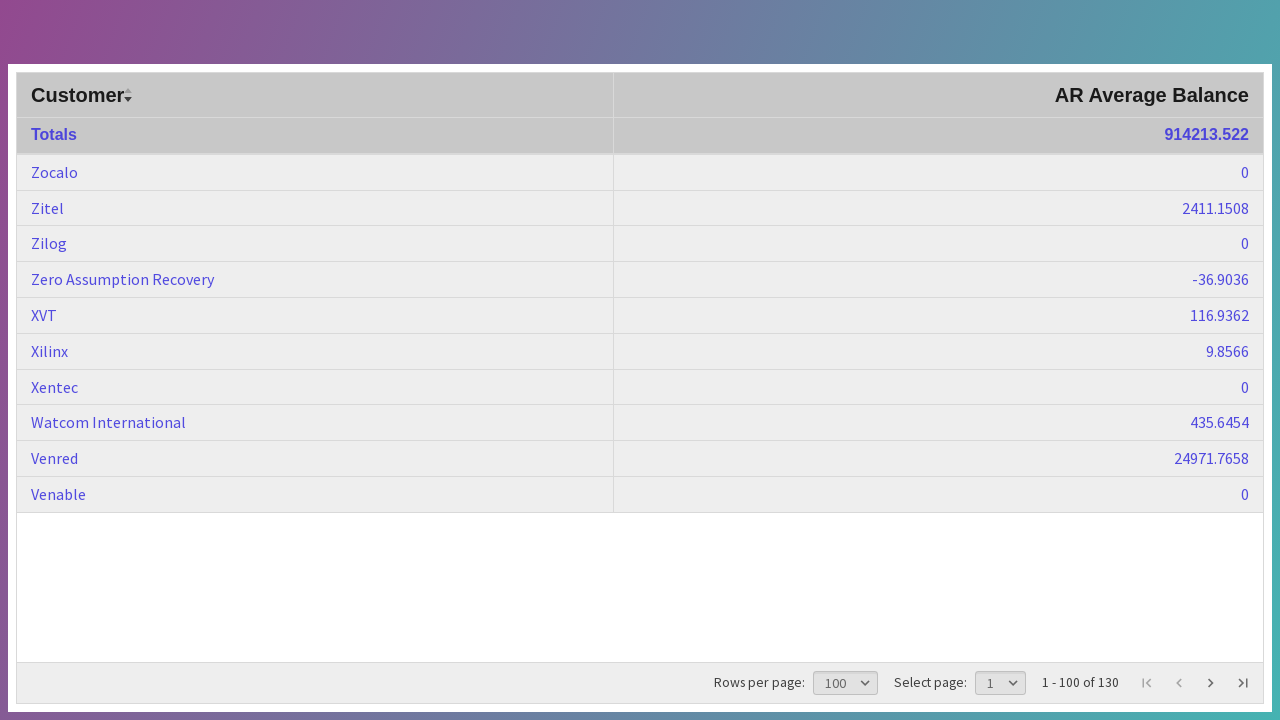 Customer AR Average Balance
Totals 914213.522
Zocalo 0
Zitel 2411.1508
Zilog 0
Zero Assumption Recovery -36.9036
XVT 116.9362
Xilinx 9.8566
Xentec 0
Watcom International 435.6454
Venred 24971.7658
Venable 0
Rows per page: 100 Select page: 1 1 - 100 of 130